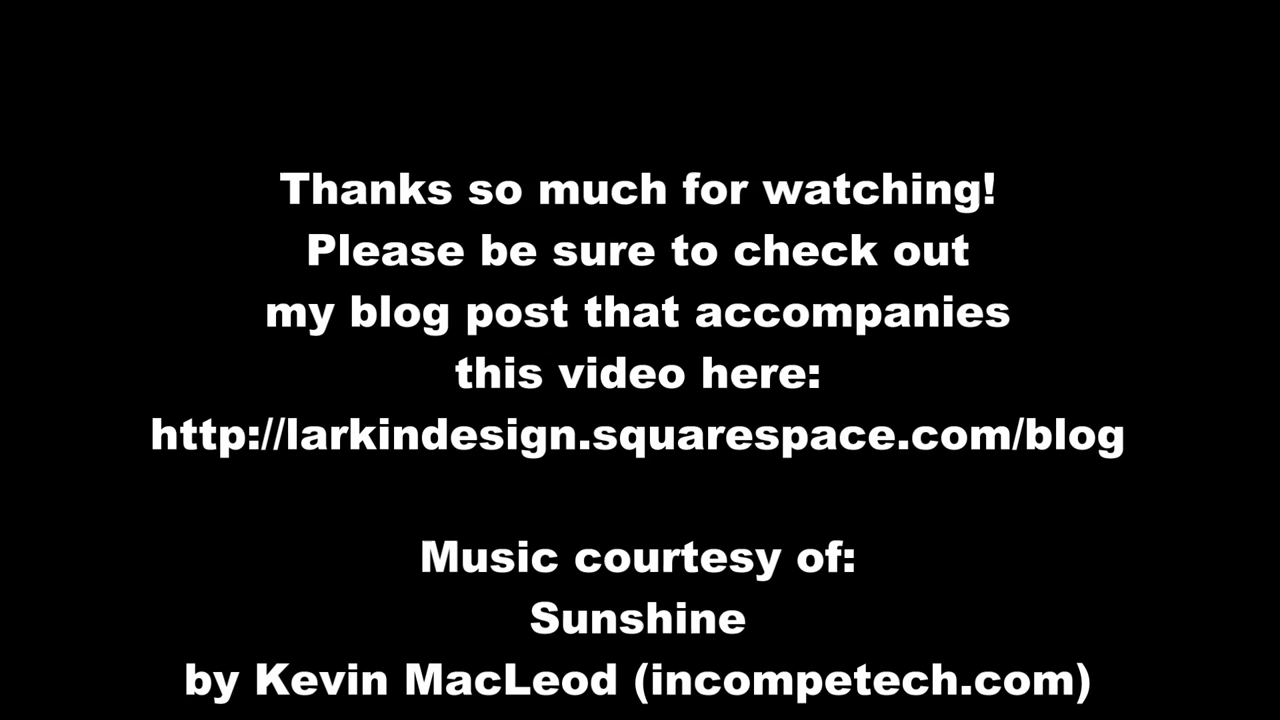 Thanks so much for watching!
Please be sure to check out
my blog post that accompanies
this video here:
http://larkindesign.squarespace.com/blog
Music courtesy of:
Sunshine
by Kevin MacLeod (incompetech.com)